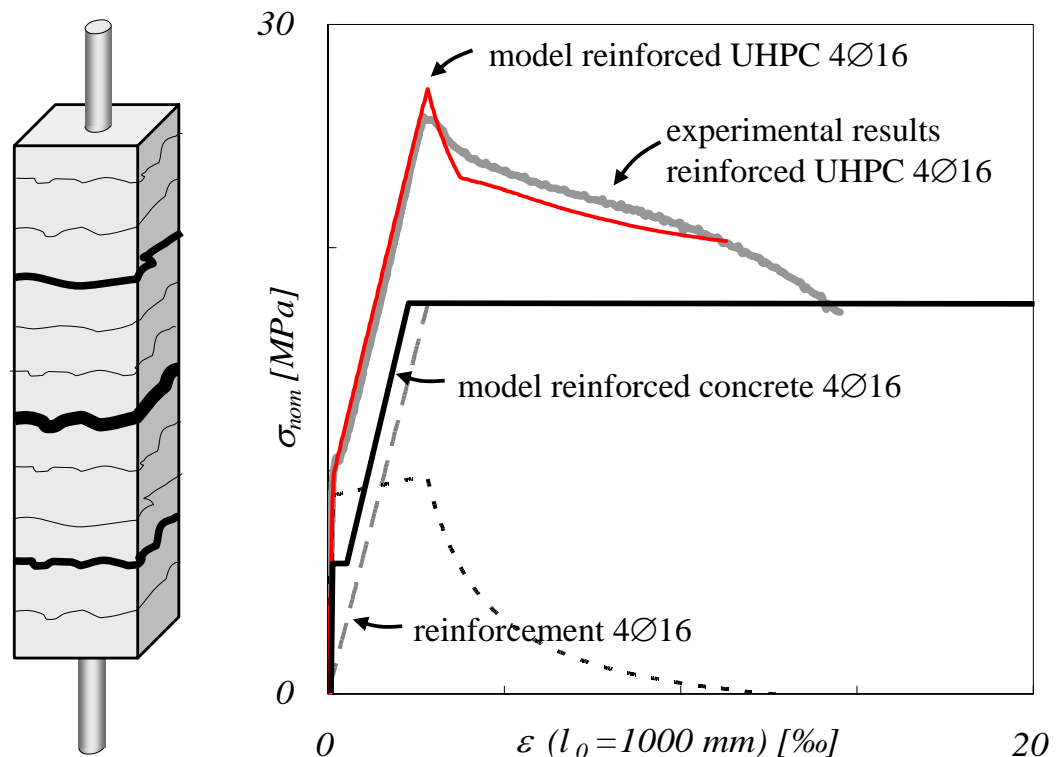 30
model reinforced UHPC 4∅16
experimental results
reinforced UHPC 4∅16
σnom [MPa]
model reinforced concrete 4∅16
reinforcement 4∅16
0
0
ε (l0=1000 mm) [‰]
20